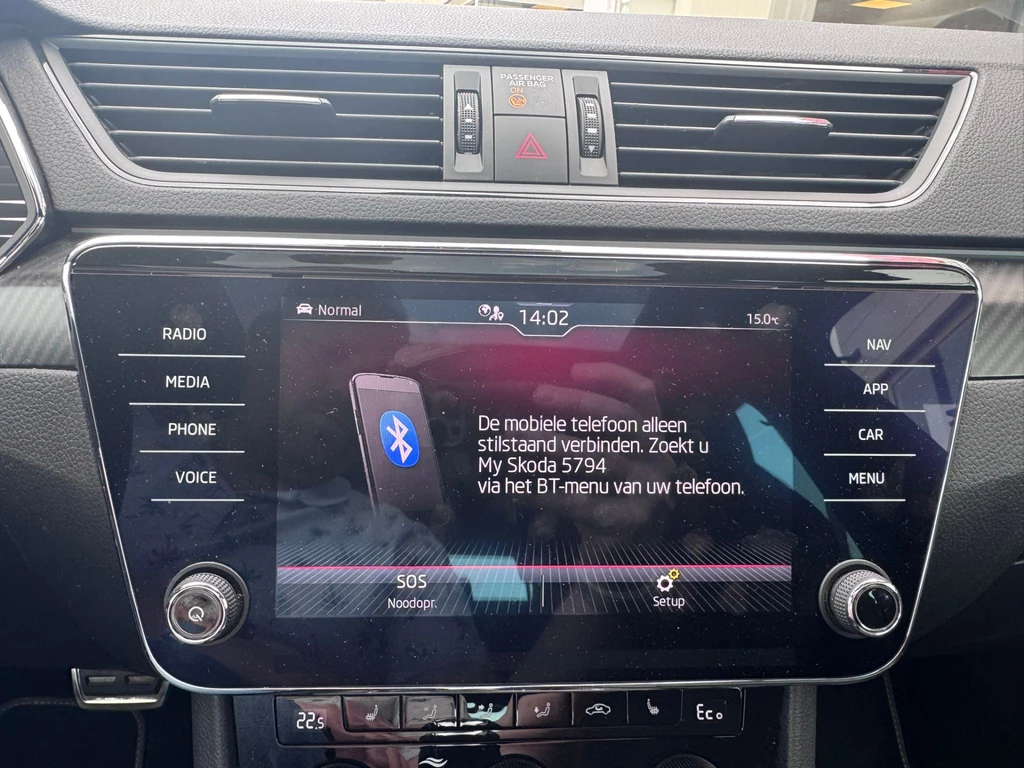 PASSENGER
AIR BAG
ON
RADIO
MEDIA
PHONE
VOICE
Normal
14:02
15.0°c
De mobiele telefoon alleen
stilstaand verbinden. Zoekt u
My Skoda 5794
via het BT-menu van uw telefoon.
SOS
Noodopr.
Setup
NAV
APP
CAR
MENU
22.5
Eco